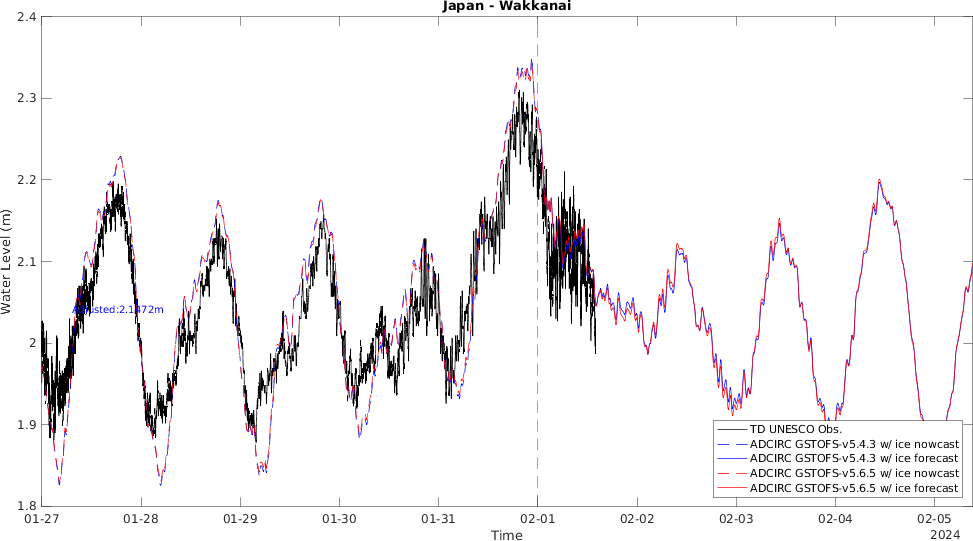 Japan - Wakkanai
2.4
2.3
2.2
2.1
2
1.9
1.8
Water Level (m)
Adjusted:2.1472m
01-27
01-28
01-29
01-30
01-31
02-01
02-02
02-03
02-04
02-05
2024
Time
TD UNESCO Obs.
ADCIRC GSTOFS-v5.4.3 w/ ice nowcast
ADCIRC GSTOFS-v5.4.3 w/ ice forecast
ADCIRC GSTOFS-v5.6.5 w/ ice nowcast
ADCIRC GSTOFS-v5.6.5 w/ ice forecast